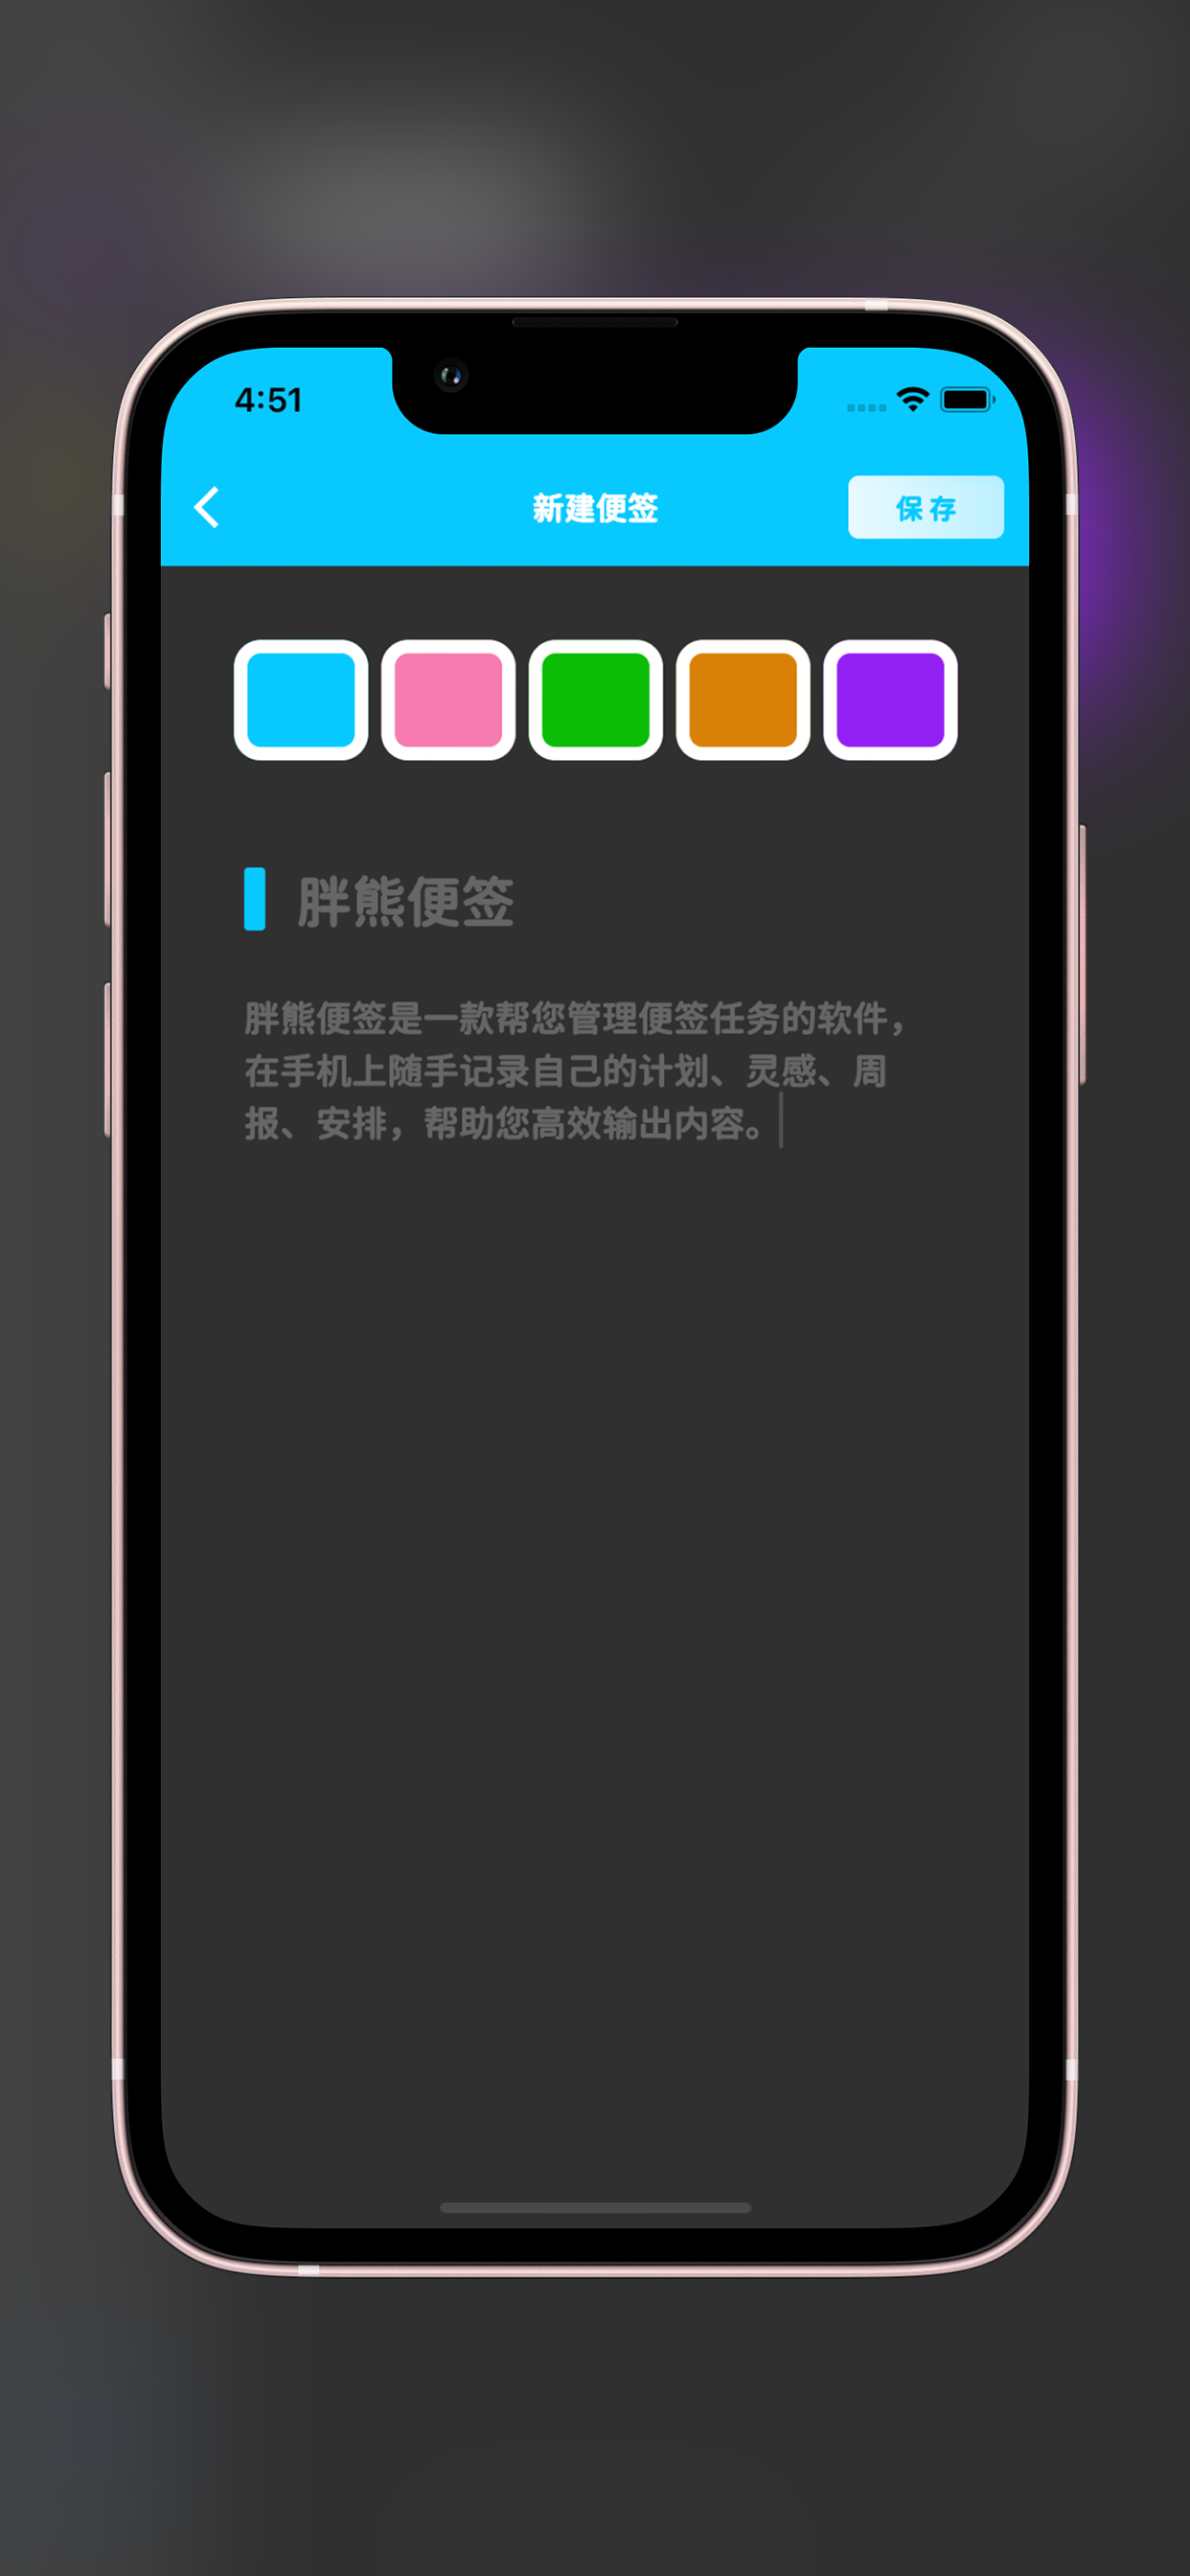 4:51
新建便签
保存
胖熊便签
胖熊便签是一款帮您管理便签任务的软件，
在手机上随手记录自己的计划、灵感、周
报、安排，帮助您高效输出内容。